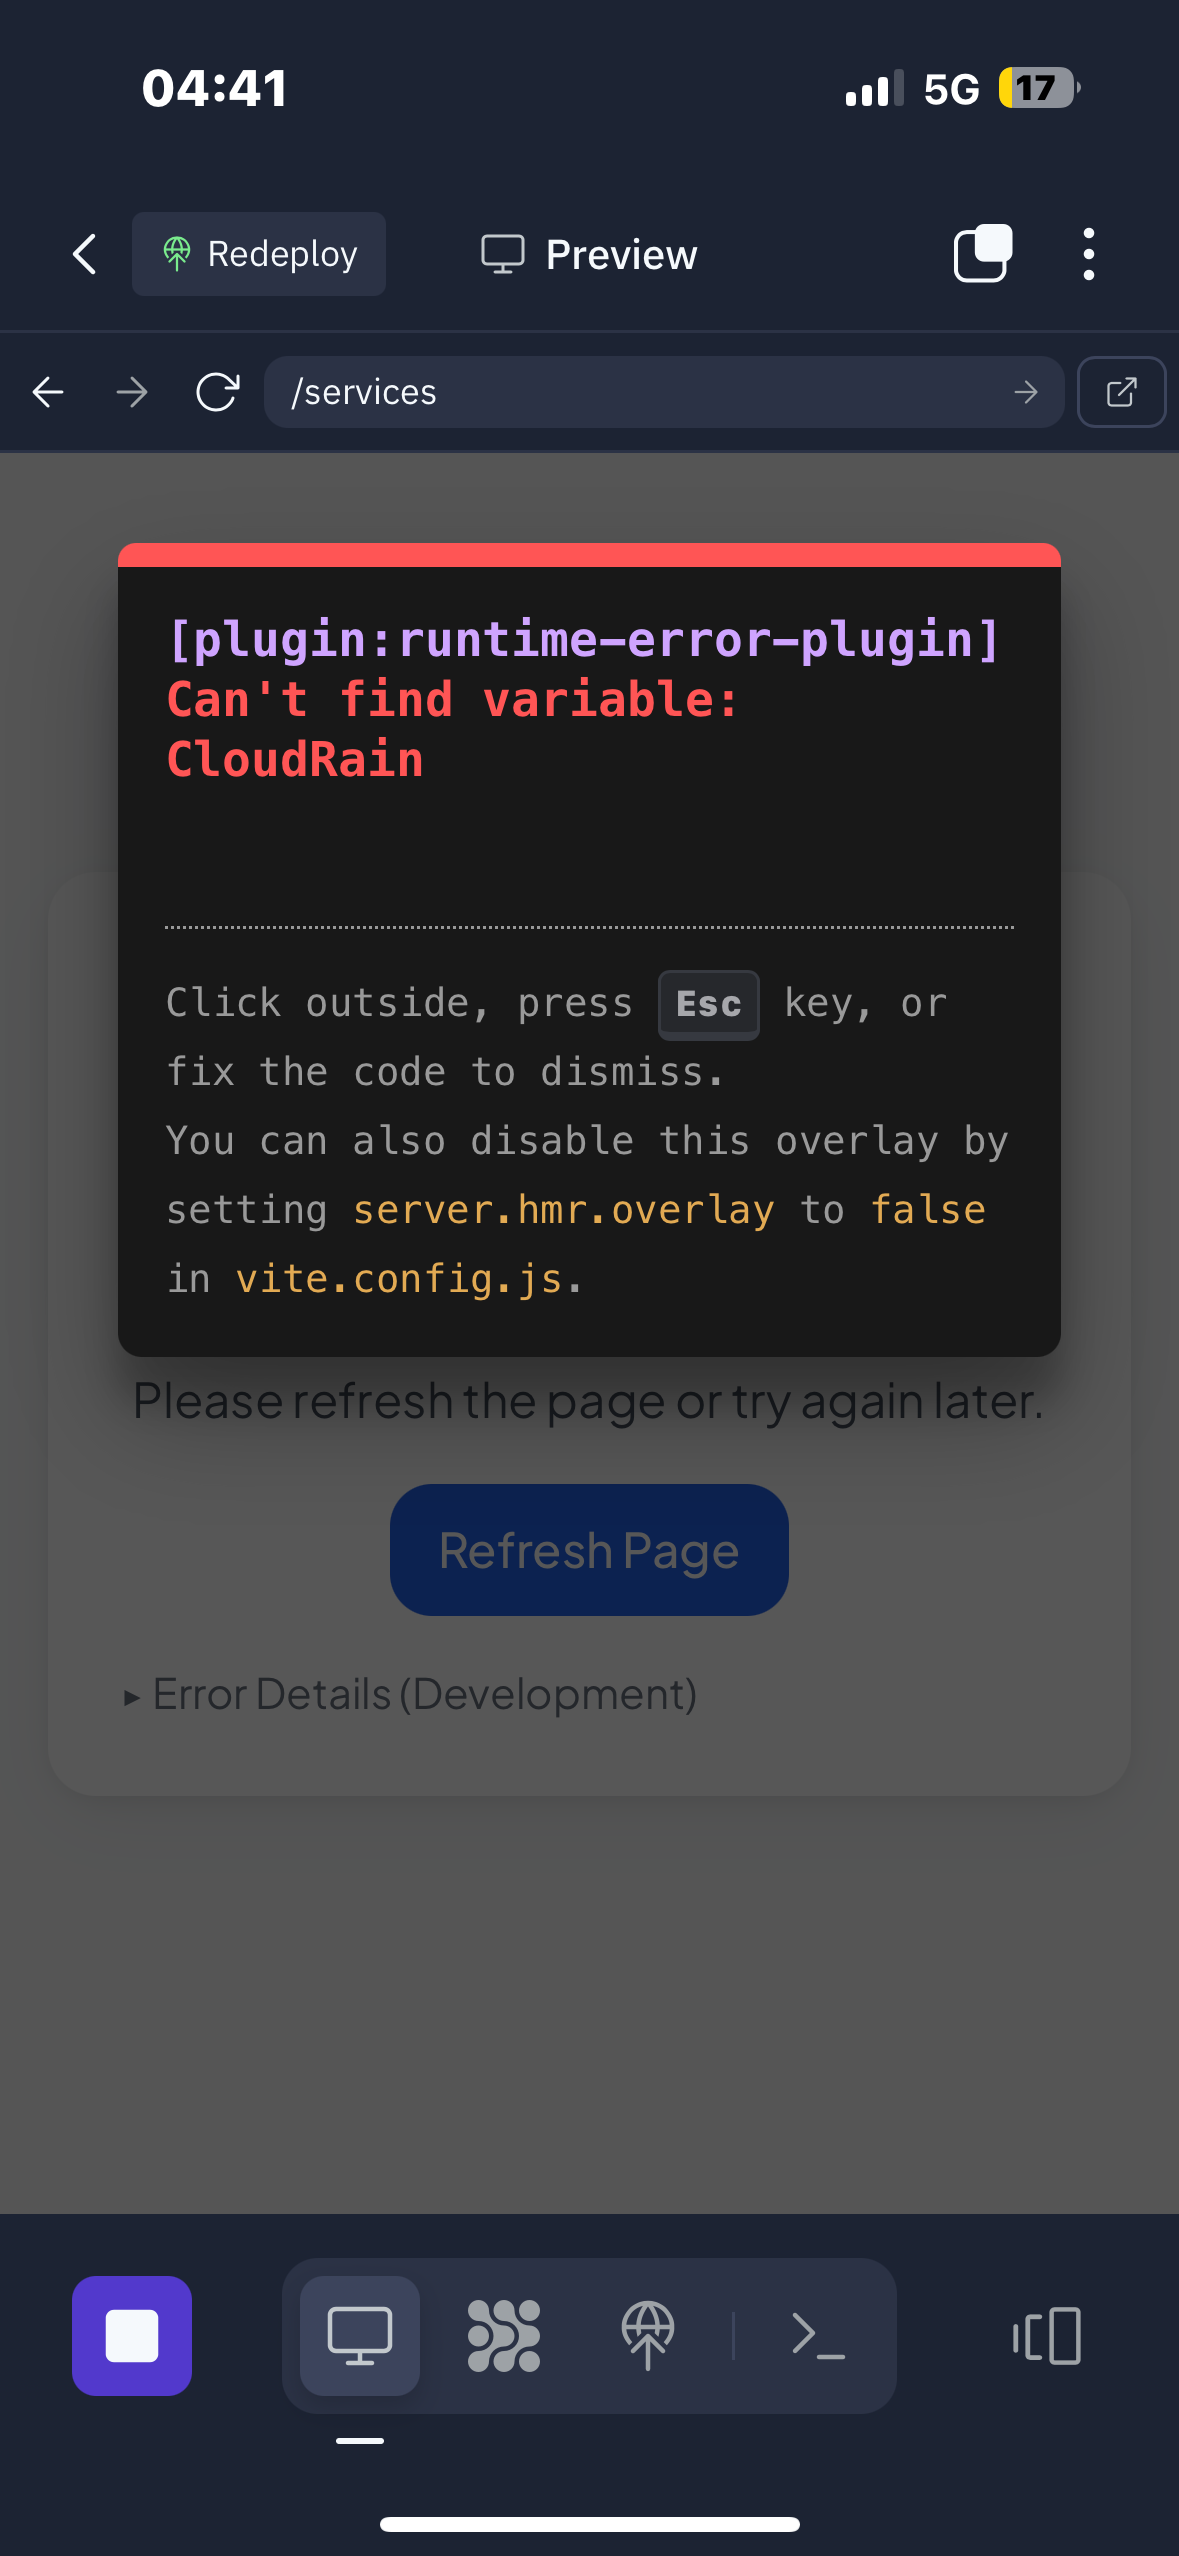 04:41
5G 17
Redeploy
Preview
/services
[plugin:runtime-error-plugin]
Can't find variable:
CloudRain
Click outside, press Esc key, or
fix the code to dismiss.
You can also disable this overlay by
setting server.hmr.overlay to false
in vite.config.js.
Please refresh the page or try again later.
Refresh Page
Error Details (Development)